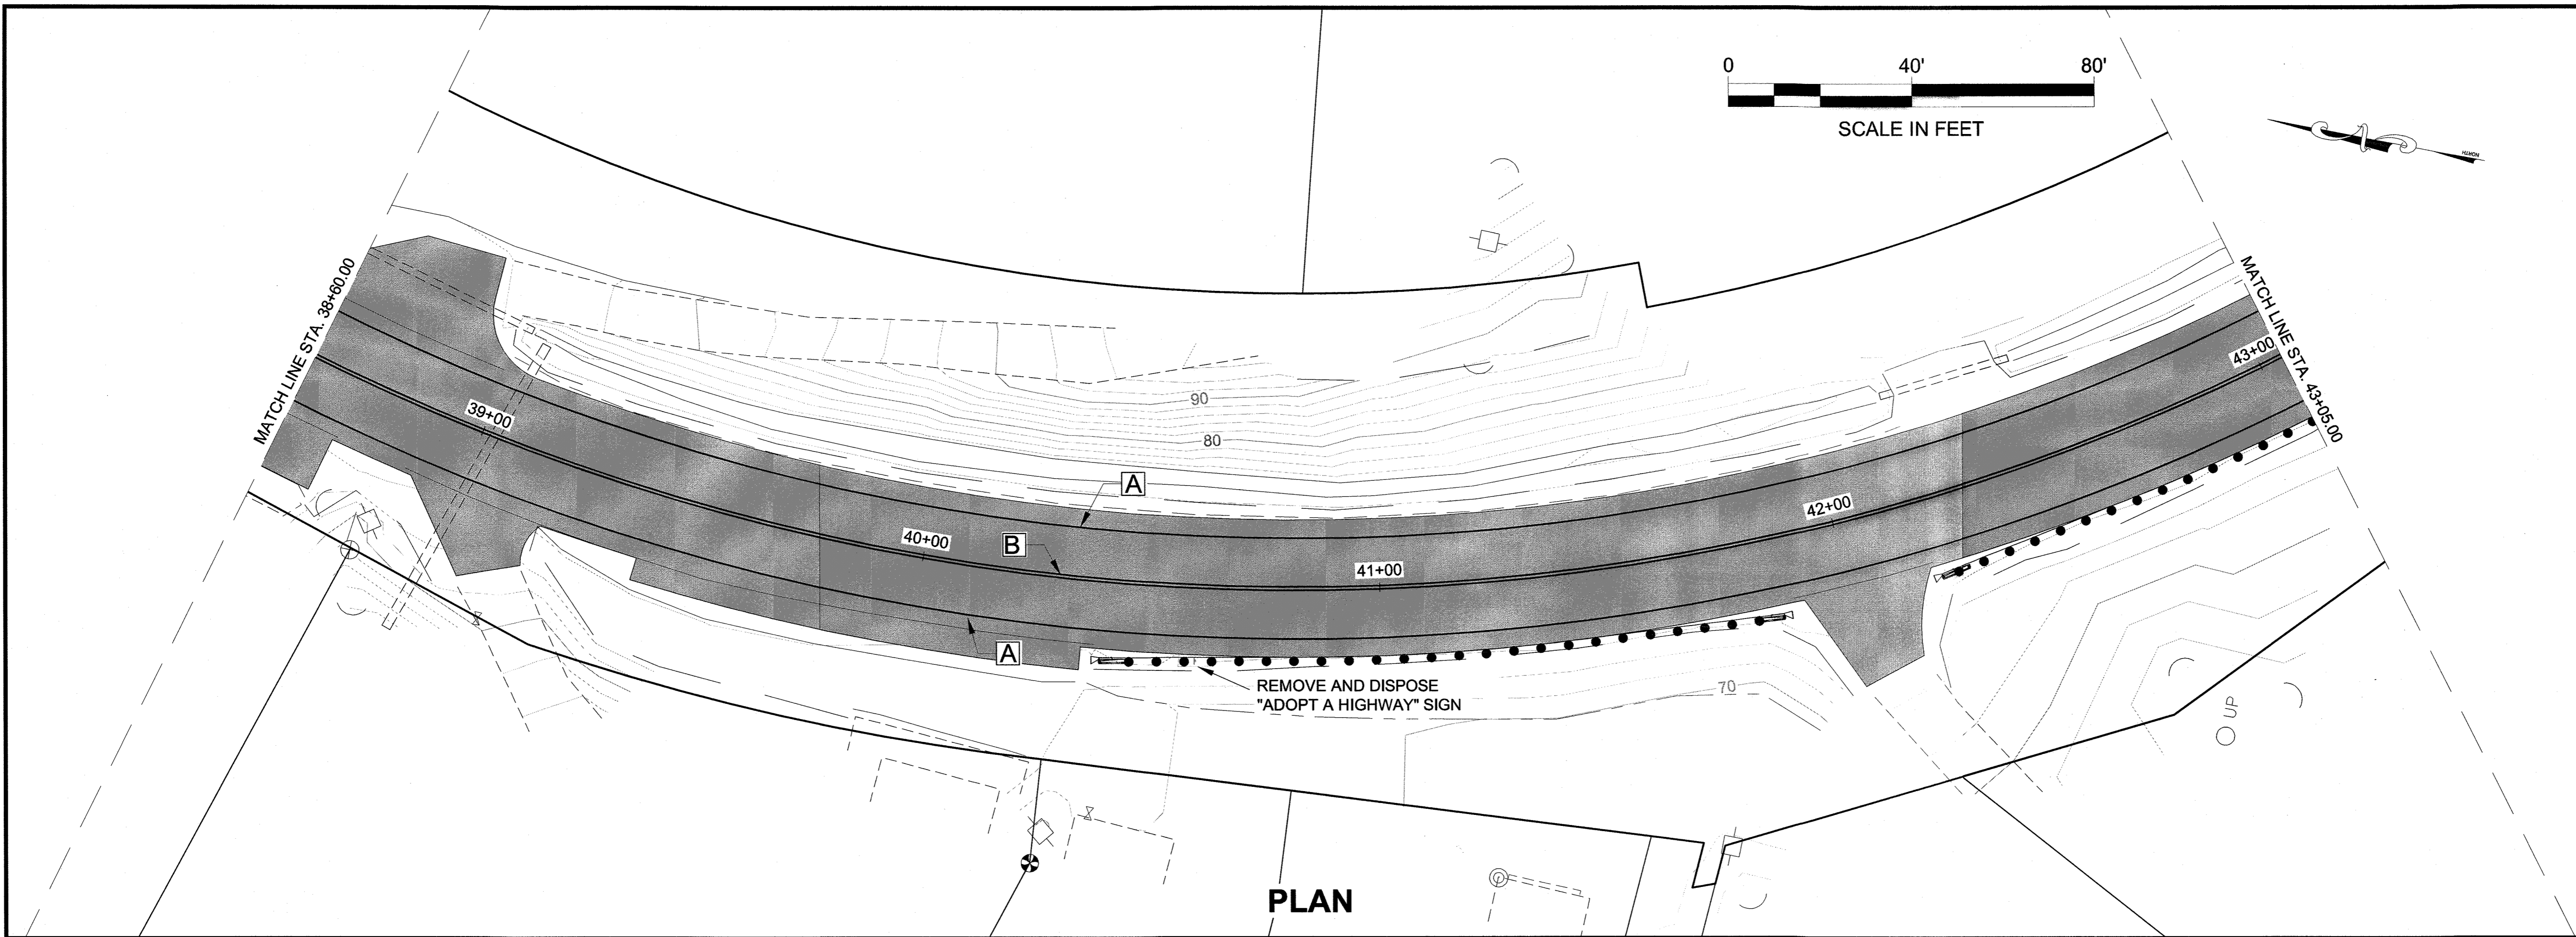 0 40' 80'
SCALE IN FEET
NORTH
MATCH LINE STA. 38+60.00
MATCH LINE STA. 43+05.00
39+00
40+00
41+00
42+00
43+00
90
80
70
A
B
A
REMOVE AND DISPOSE
"ADOPT A HIGHWAY" SIGN
UP
PLAN